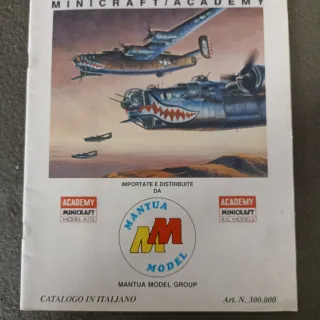 MINICRAFT/ACADEMY
IMPORTATE E DISTRIBUITE
DA
ACADEMY
MINICRAFT
MODEL KITS
MANTUA
MM
MODEL
ACADEMY
MINICRAFT
R/C MODELS
MANTUA MODEL GROUP
CATALOGO IN ITALIANO
Art. N. 300.000